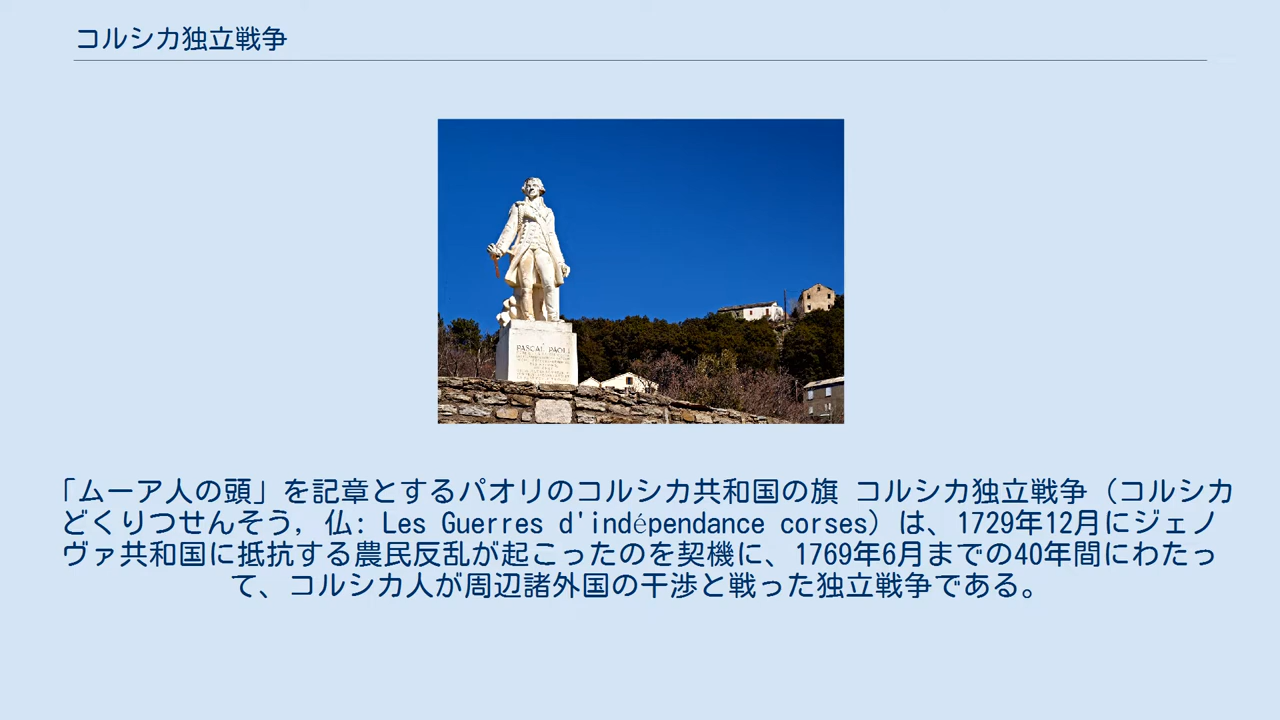 コルシカ独立戦争
PASCAL PAOLI
「ムーア人の頭」を記章とするパオリのコルシカ共和国の旗 コルシカ独立戦争（コルシカ
どくりつせんそう, 仏: Les Guerres d'indépendance corses）は、1729年12月にジェノ
ヴァ共和国に抵抗する農民反乱が起こったのを契機に、1769年6月までの40年間にわたっ
て、コルシカ人が周辺諸外国の干渉と戦った独立戦争である。